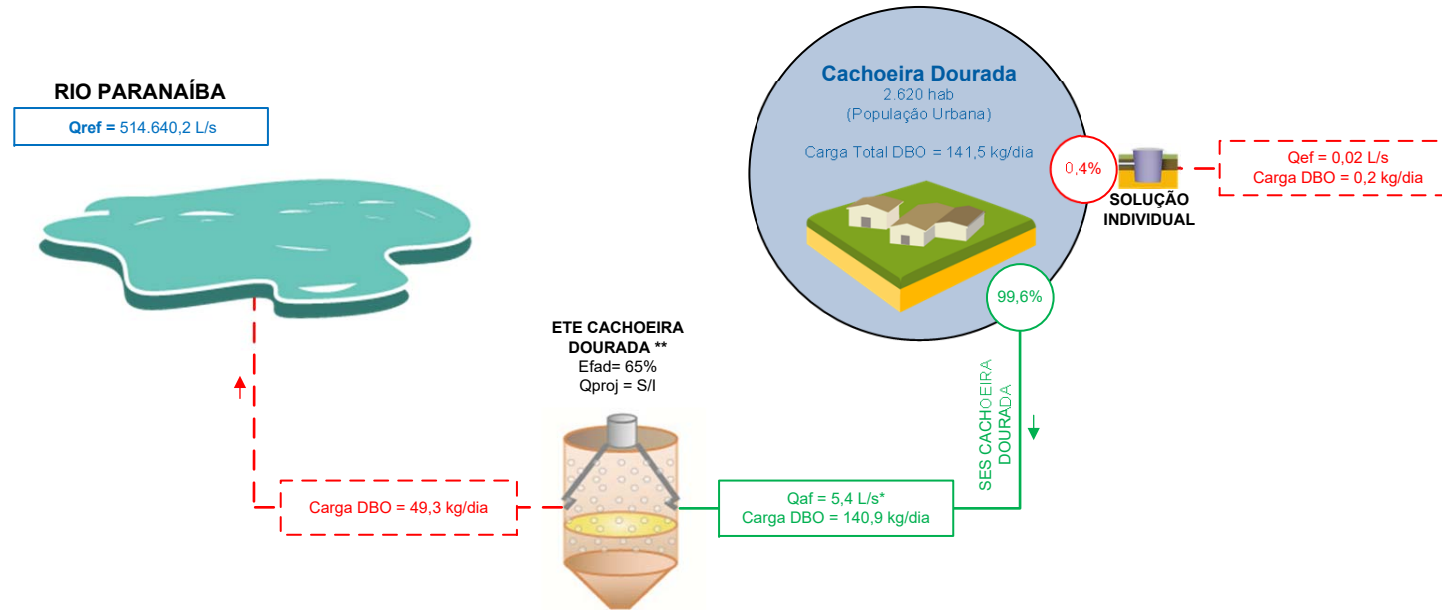 RIO PARANAÍBA
Qref = 514.640,2 L/s
Cachoeira Dourada
2.620 hab
(População Urbana)
Carga Total DBO = 141,5 kg/dia
0,4%
SOLUÇÃO
INDIVIDUAL
Qef = 0,02 L/s
Carga DBO = 0,2 kg/dia
99,6%
SES CACHOEIRA
DOURADA
ETE CACHOEIRA
DOURADA **
Efad= 65%
Qproj = S/I
Carga DBO = 49,3 kg/dia
Qaf = 5,4 L/s*
Carga DBO = 140,9 kg/dia